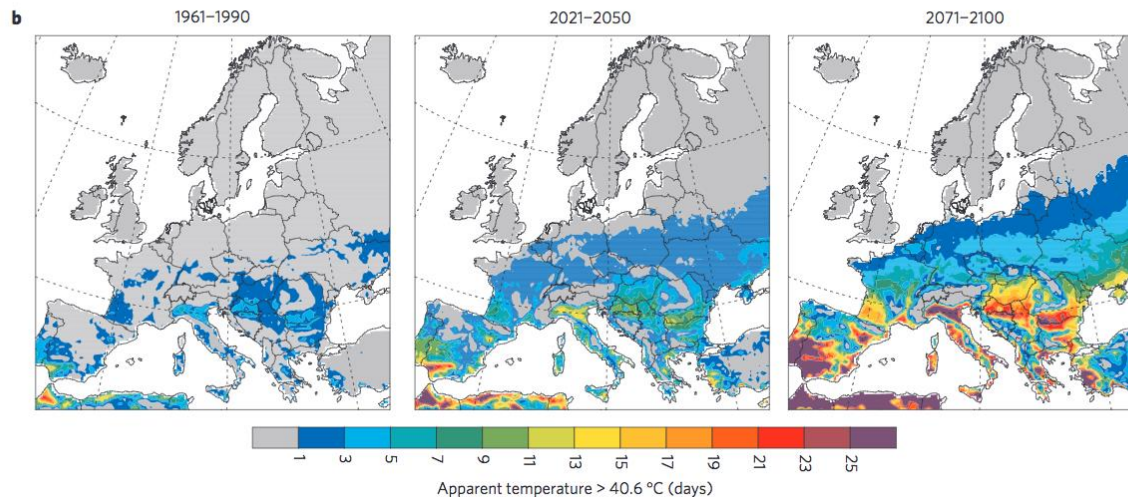 b
1961–1990 2021–2050 2071–2100
1 3 5 7 9 11 13 15 17 19 21 23 25
Apparent temperature > 40.6 °C (days)